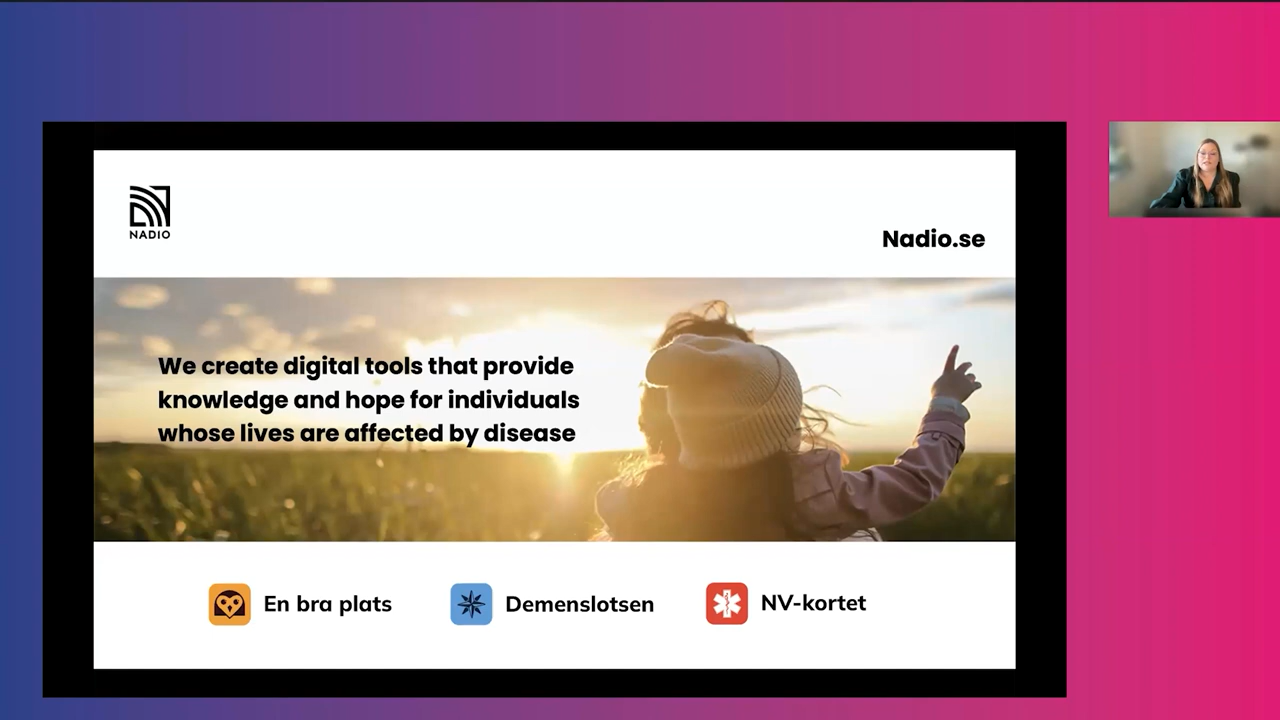 NADIO
Nadio.se
We create digital tools that provide
knowledge and hope for individuals
whose lives are affected by disease
En bra plats
Demenslotsen
NV-kortet